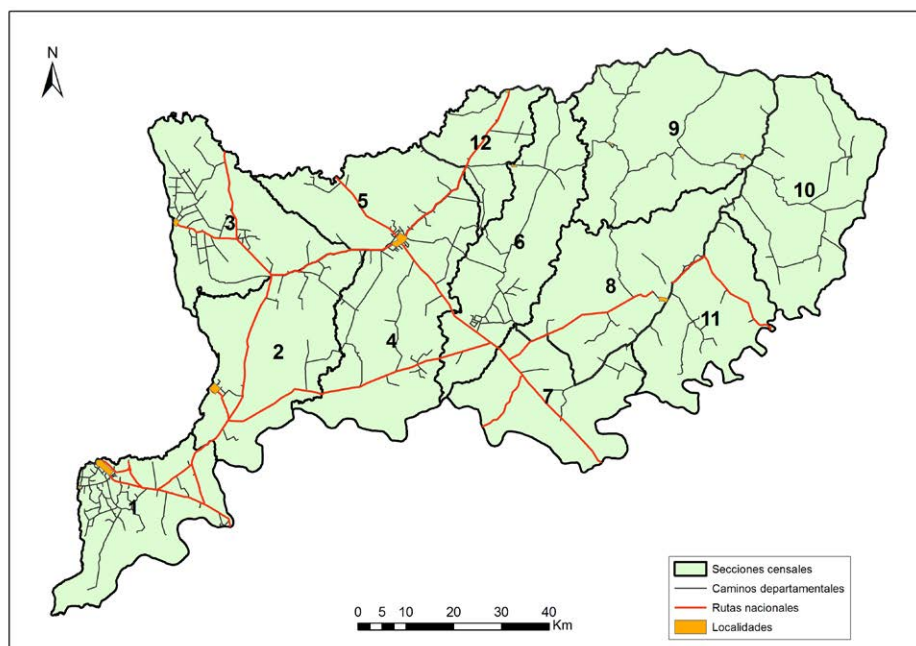 N
9
12
10
5
3
6
8
11
2
4
7
1
Secciones censales
Caminos departamentales
Rutas nacionales
Localidades
0 5 10 20 30 40
Km